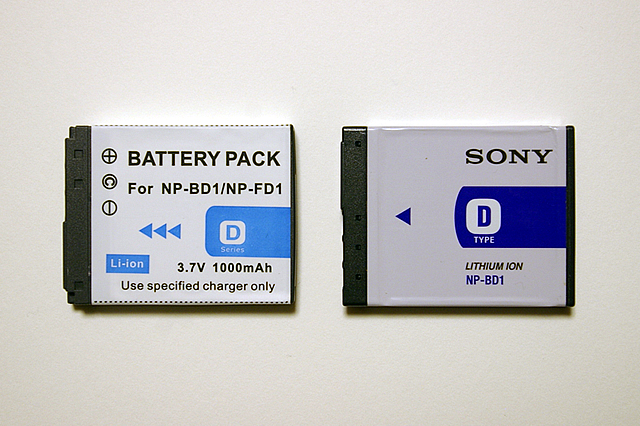 BATTERY PACK
For NP-BD1/NP-FD1
D
Series
Li-ion
3.7V 1000mAh
Use specified charger only
SONY
D
TYPE
LITHIUM ION
NP-BD1